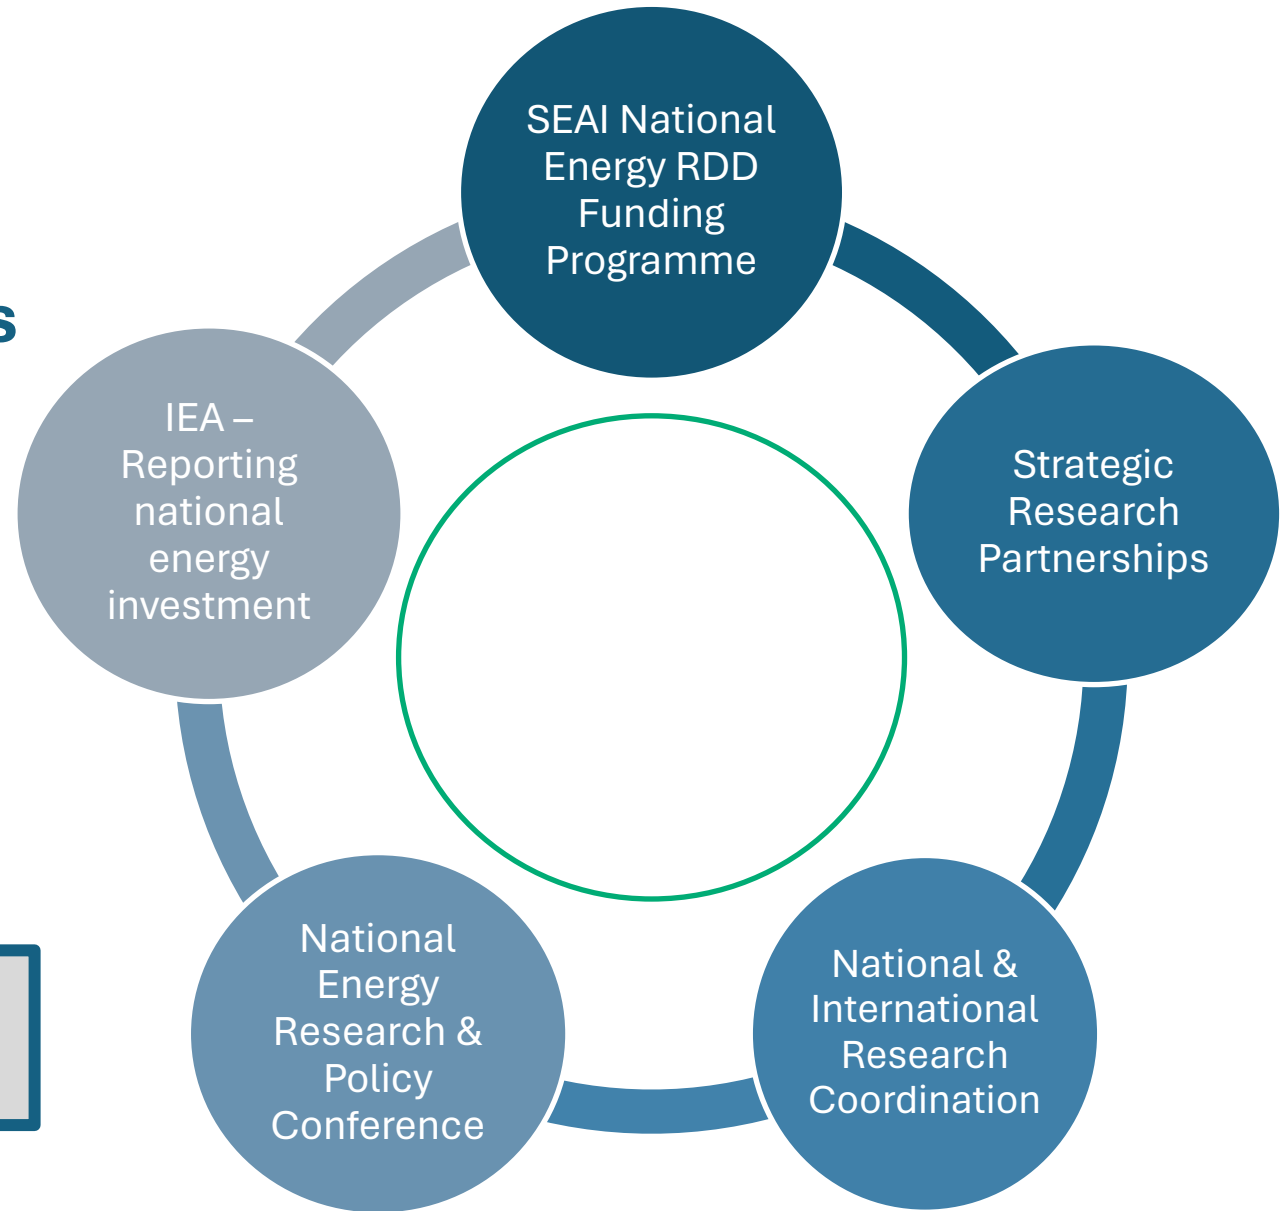 SEAI National
Energy RDD
Funding
Programme
s
Strategic
Research
Partnerships
National &
International
Research
Coordination
National
Energy
Research &
Policy
Conference
IEA –
Reporting
national
energy
investment